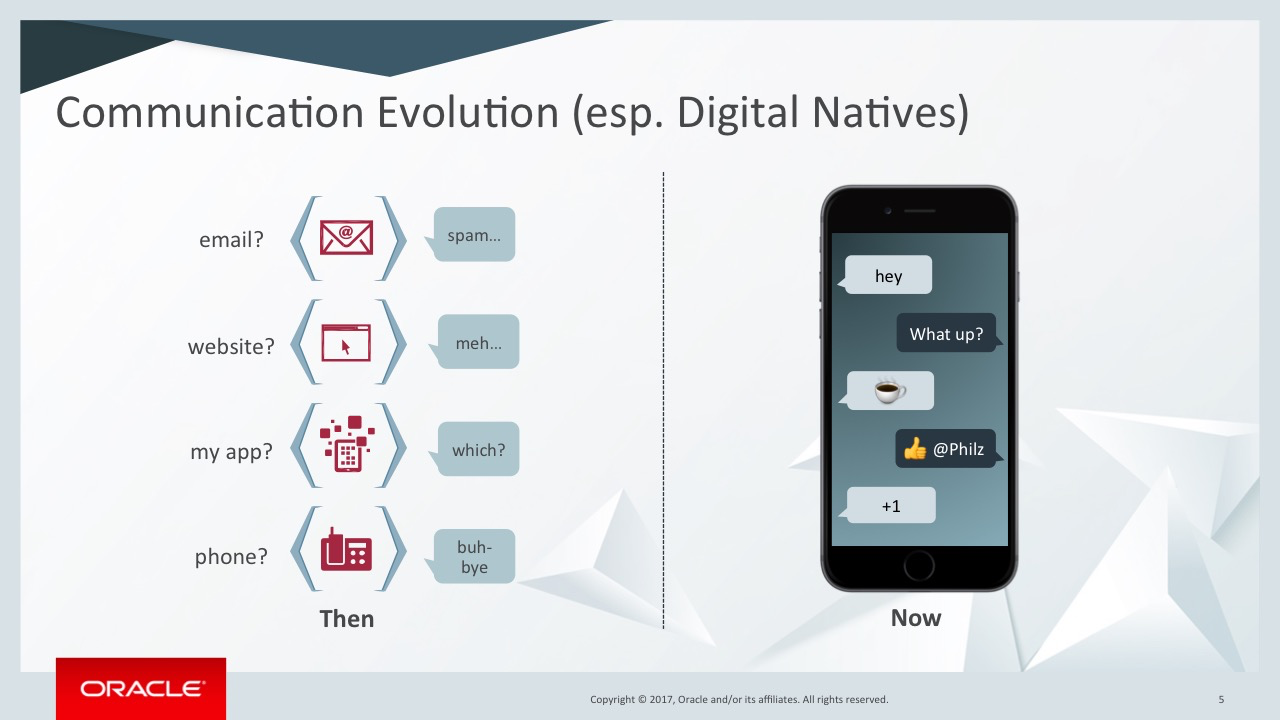 Communication Evolution (esp. Digital Natives)
email?
@
spam...
website?
meh...
my app?
which?
phone?
buh-
bye
Then
hey
What up?
☕
👍 @Philz
+1
Now
ORACLE®
Copyright © 2017, Oracle and/or its affiliates. All rights reserved.
5